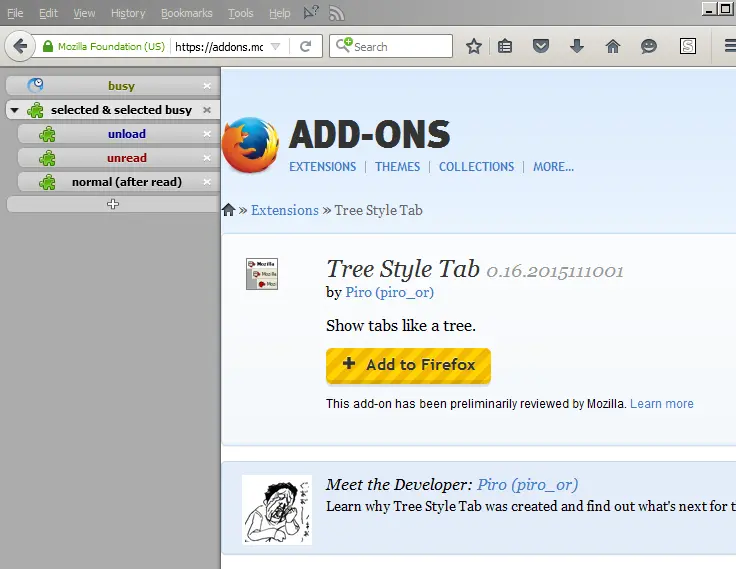 File Edit View History Bookmarks Tools Help
Mozilla Foundation (US) https://addons.mc Search
busy
selected & selected busy
unload
unread
normal (after read)
ADD-ONS
EXTENSIONS | THEMES | COLLECTIONS | MORE...
» Extensions » Tree Style Tab
Tree Style Tab 0.16.2015111001
by Piro (piro_or)
Show tabs like a tree.
+ Add to Firefox
This add-on has been preliminarily reviewed by Mozilla. Learn more
Meet the Developer: Piro (piro_or)
Learn why Tree Style Tab was created and find out what's next for t